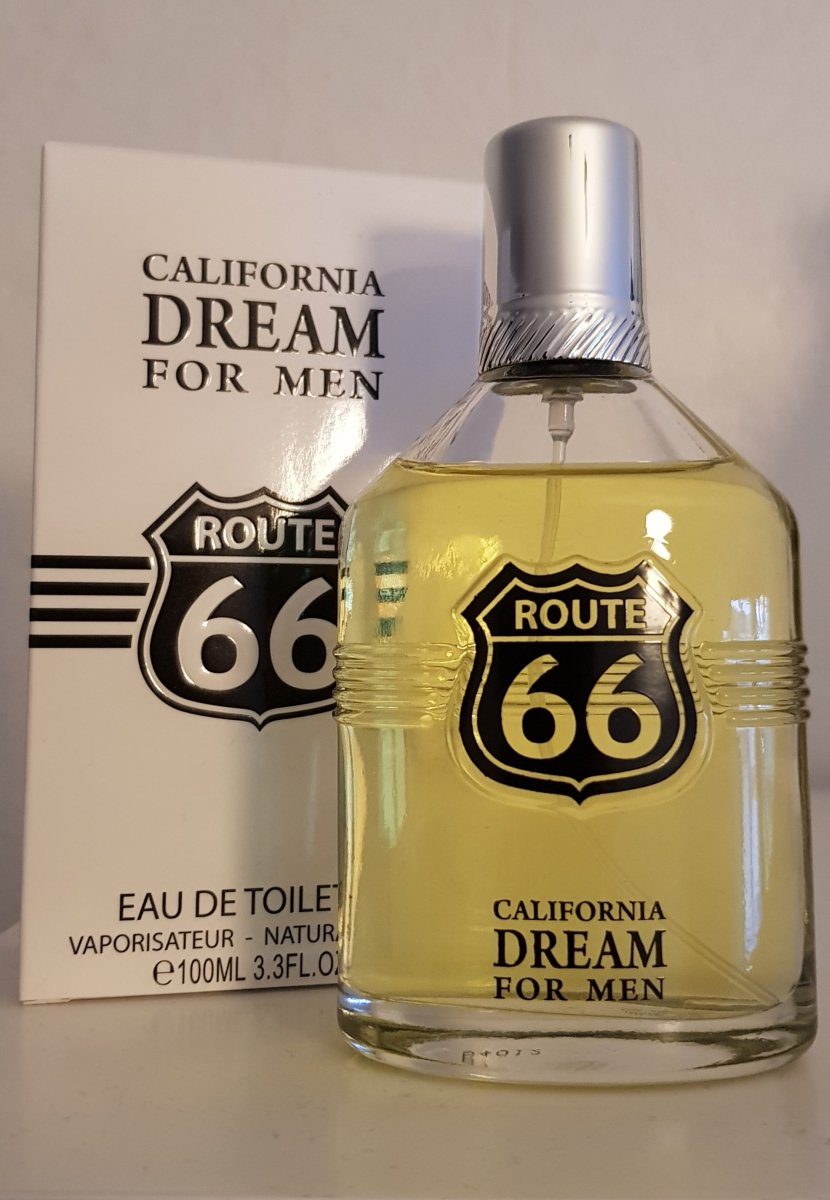 CALIFORNIA
DREAM
FOR MEN
ROUTE
66
EAU DE TOILET
VAPORISATEUR - NATURA
℮100ML 3.3FL.OZ
ROUTE
66
CALIFORNIA
DREAM
FOR MEN